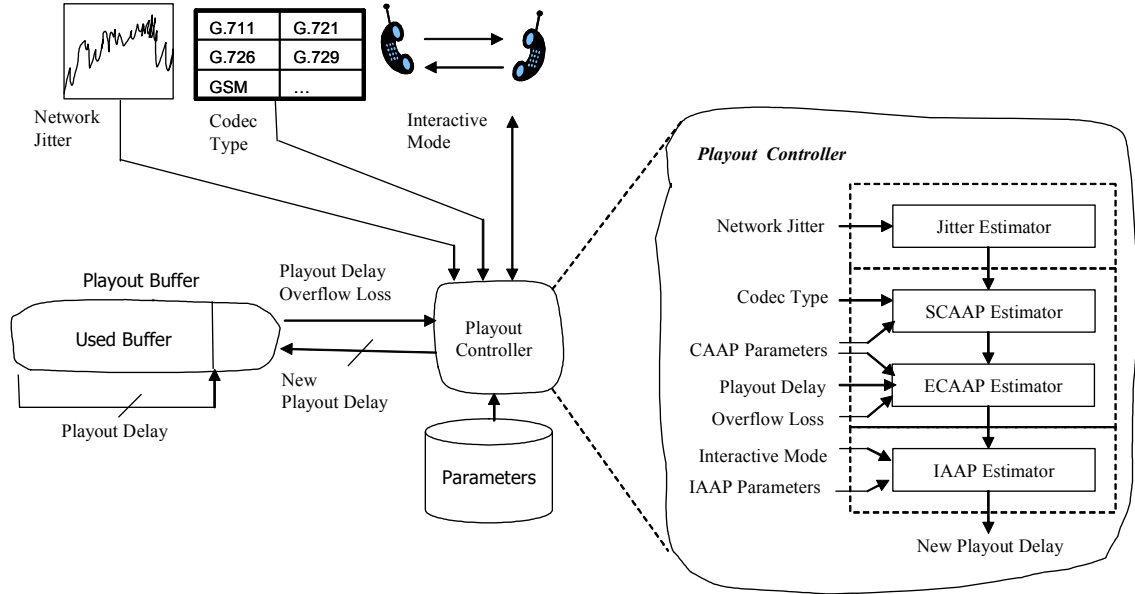 G.711 G.721
G.726 G.729
GSM ...
Network
Jitter
Codec
Type
Interactive
Mode
Playout Buffer
Used Buffer
Playout Delay
Playout Delay
Overflow Loss
New
Playout Delay
Playout
Controller
Parameters
Playout Controller
Network Jitter
Jitter Estimator
Codec Type
SCAAP Estimator
CAAP Parameters
Playout Delay
ECAAP Estimator
Overflow Loss
Interactive Mode
IAAP Parameters
IAAP Estimator
New Playout Delay